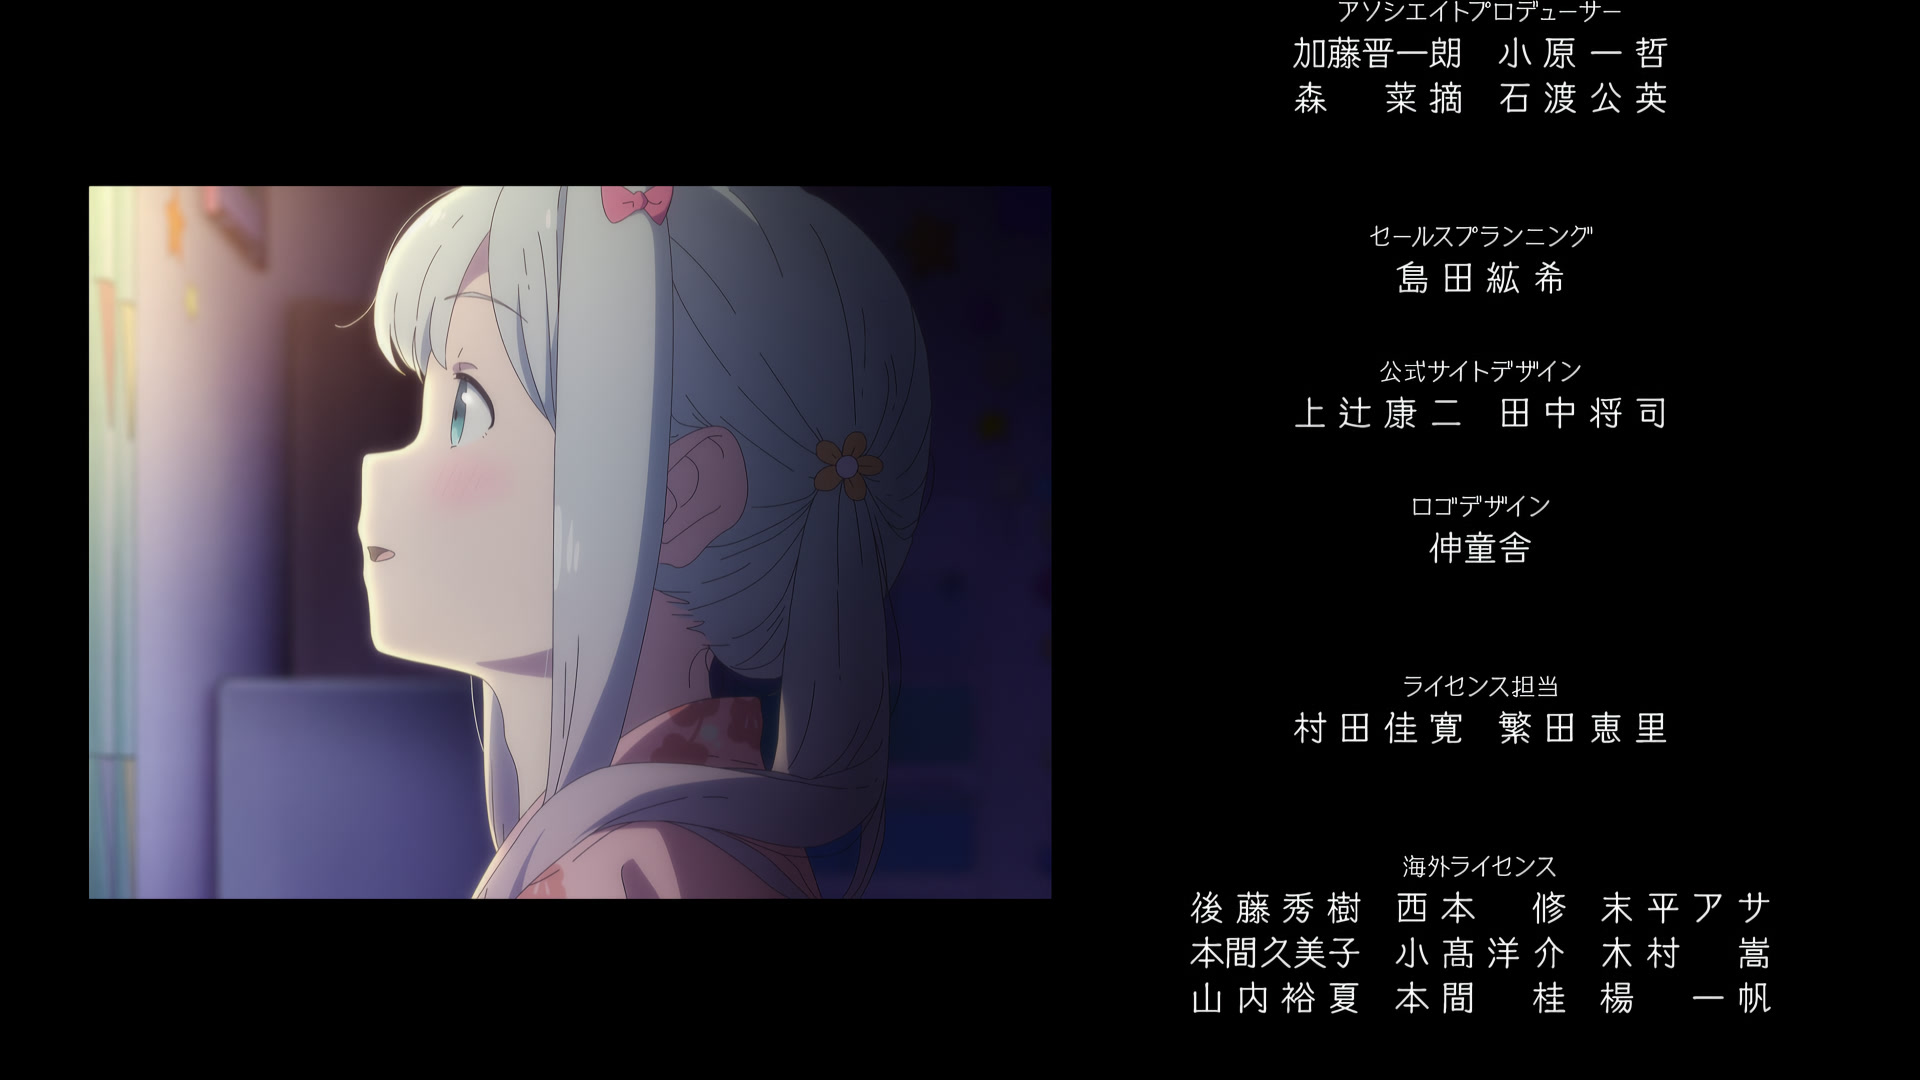 アソシエイトプロデューサー
加藤晋一朗　小原一哲
森　菜摘　石渡公英
セールスプランニング
島田紘希
公式サイトデザイン
上辻康二　田中将司
ロゴデザイン
伸童舎
ライセンス担当
村田佳寛　繁田恵里
海外ライセンス
後藤秀樹　西本　修　末平アサ
本間久美子　小髙洋介　木村　嵩
山内裕夏　本間　桂　楊　一帆